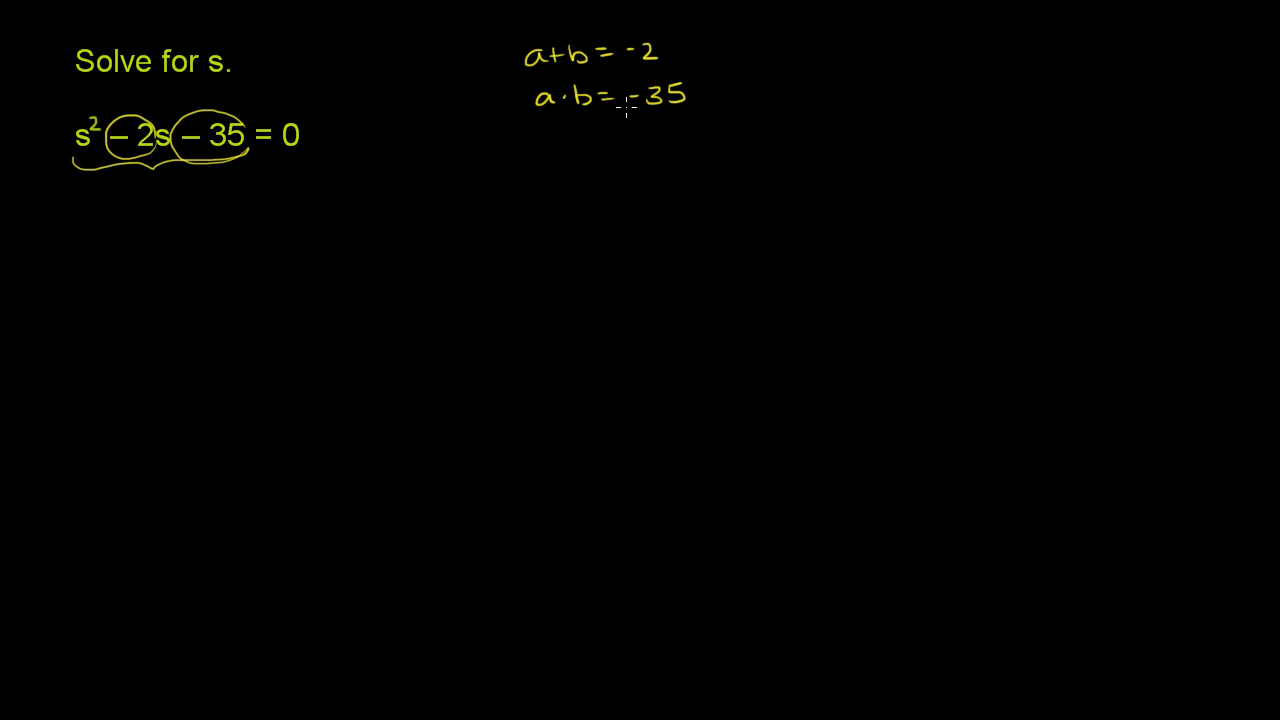 Solve for s.
s² – 2s – 35 = 0
a+b = -2
a·b = -35